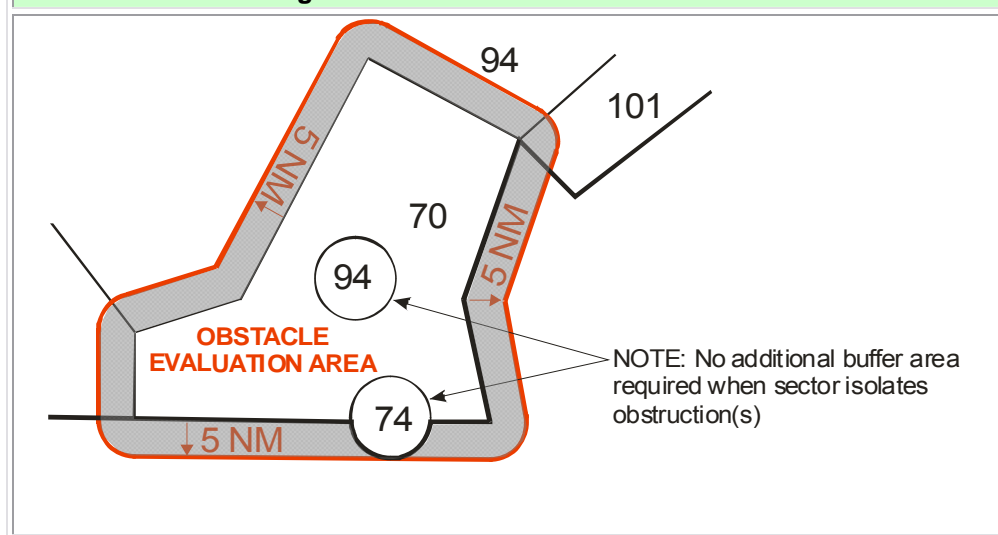 94
101
5 NM
70
5 NM
94
OBSTACLE
EVALUATION AREA
NOTE: No additional buffer area
required when sector isolates
obstruction(s)
74
5 NM